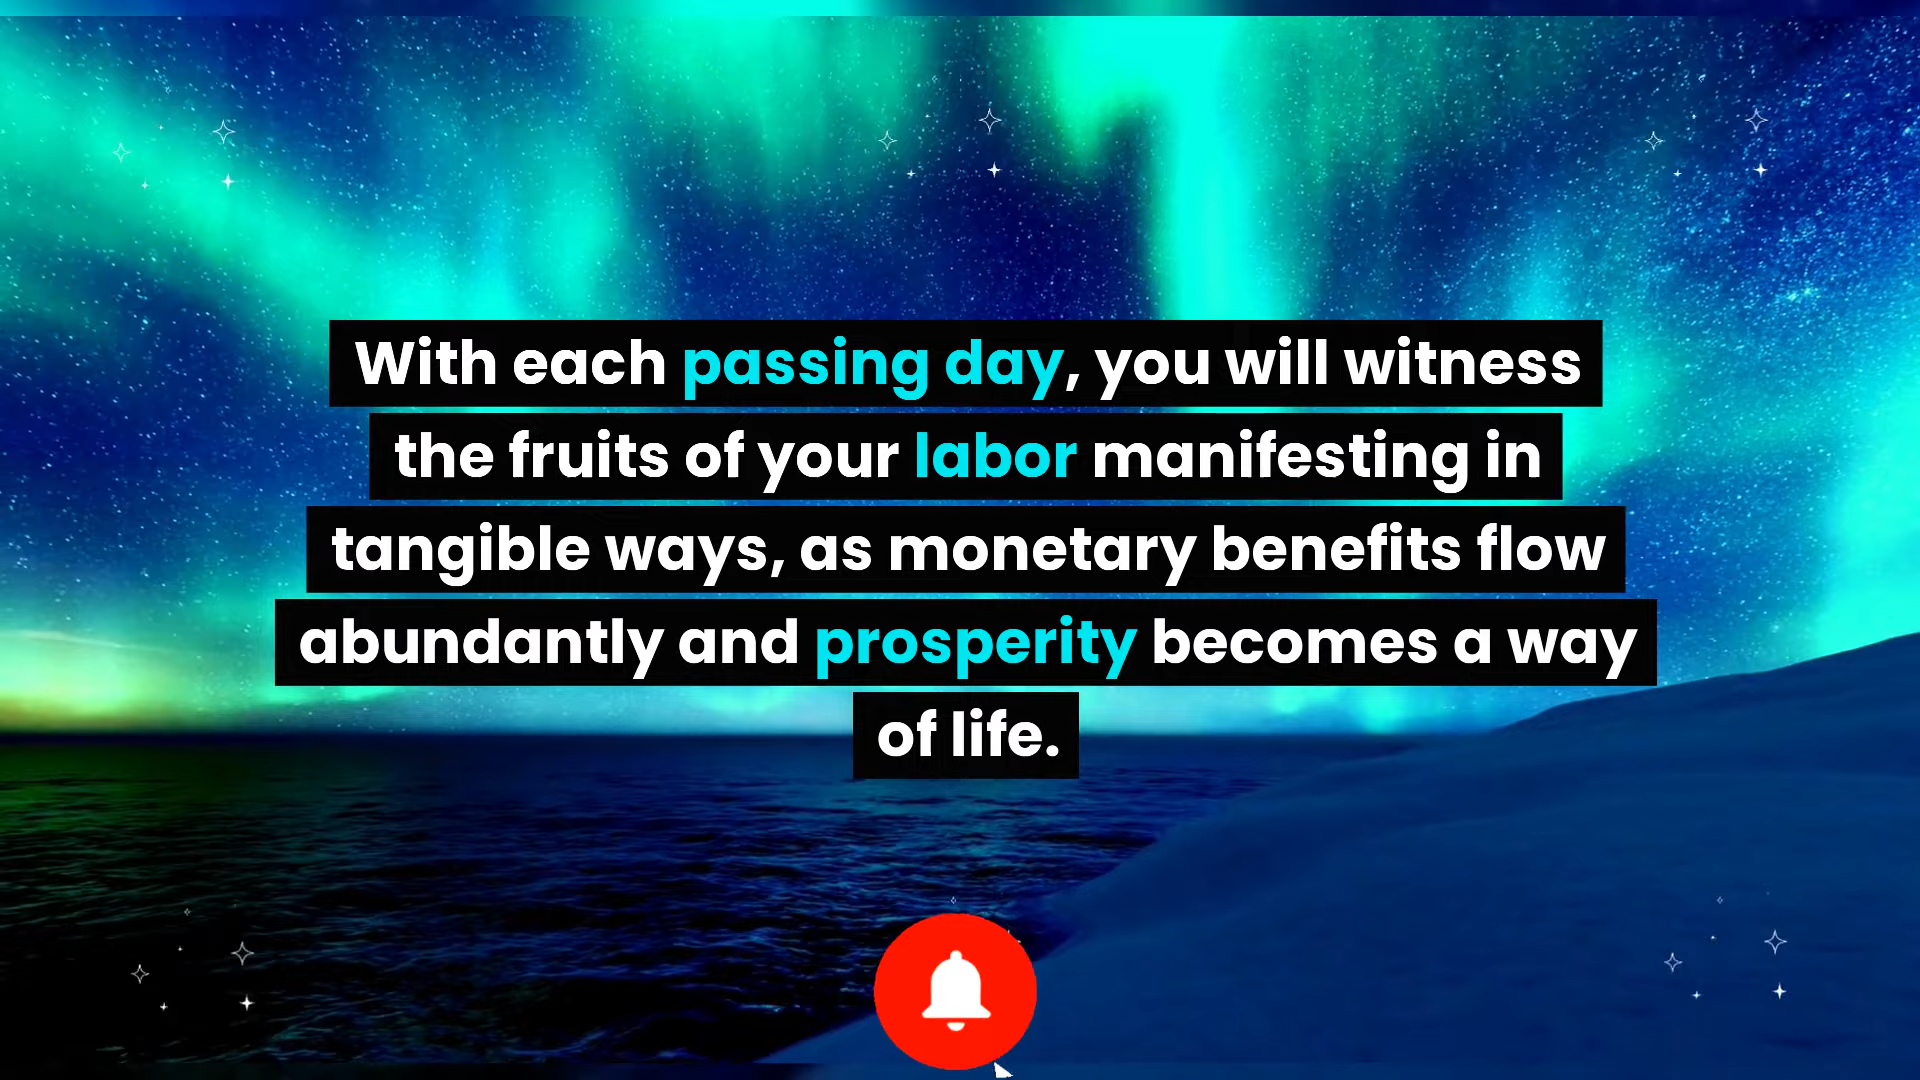 With each passing day, you will witness
the fruits of your labor manifesting in
tangible ways, as monetary benefits flow
abundantly and prosperity becomes a way
of life.